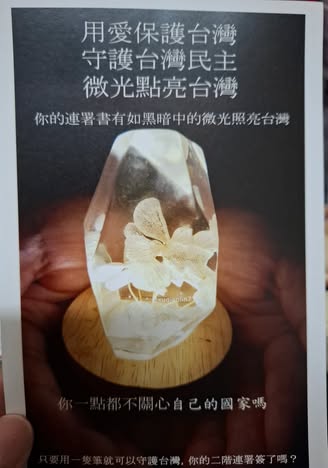 用愛保護台灣
守護台灣民主
微光點亮台灣
你的連署書有如黑暗中的微光照亮台灣
你一點都不關心自己的國家嗎
只要用一隻筆就可以守護台灣, 你的二階連署簽了嗎？